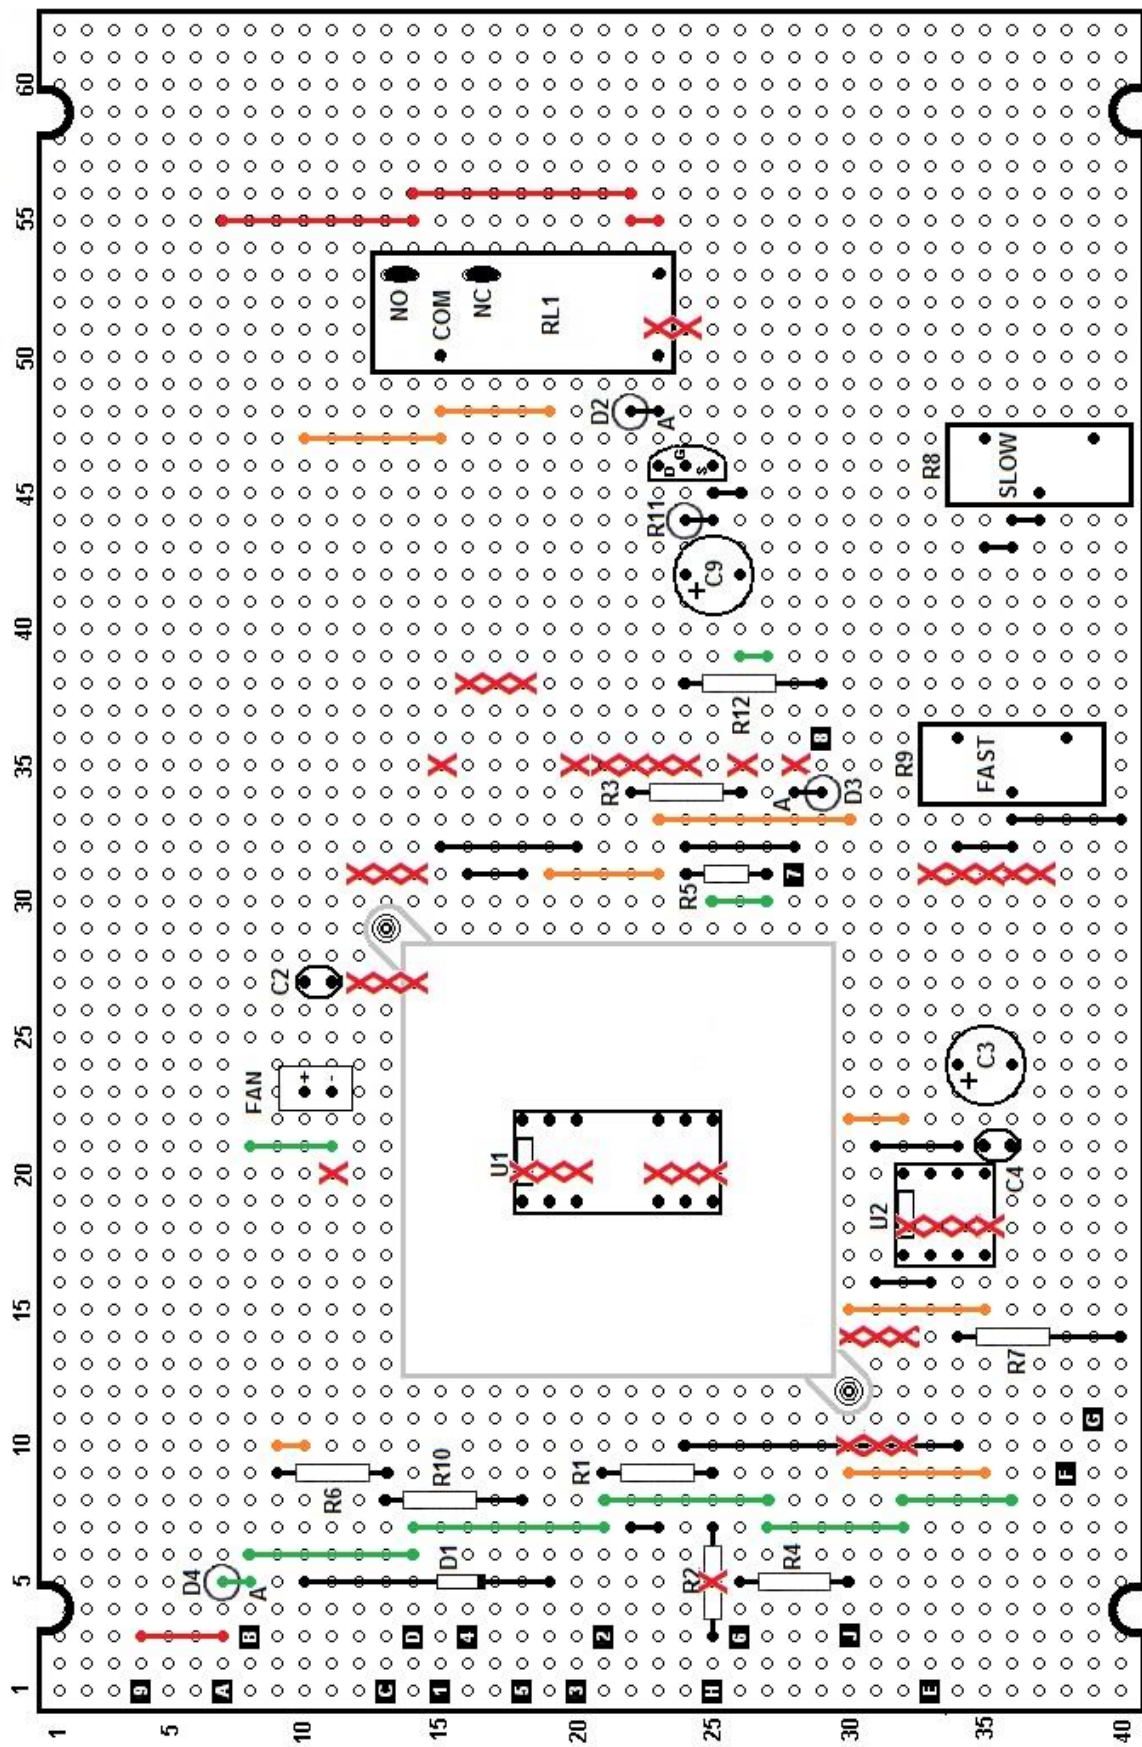 1 5 10 15 20 25 30 35 40 45 50 55 60
1
9
5
D4
A
B A FAN
C2
10
R6
C NO
D
1 R10 COM
15 D1
4 NC
U1
5
RL1
3
20
2 R1 D2
R3
R11 D A
R5 G
R2 + S
H C9
25
6 R12
R4 A
7
8
J D3
30
U2
R9
E R8
+
35 C3 FAST SLOW
R7 C4
F
G
40